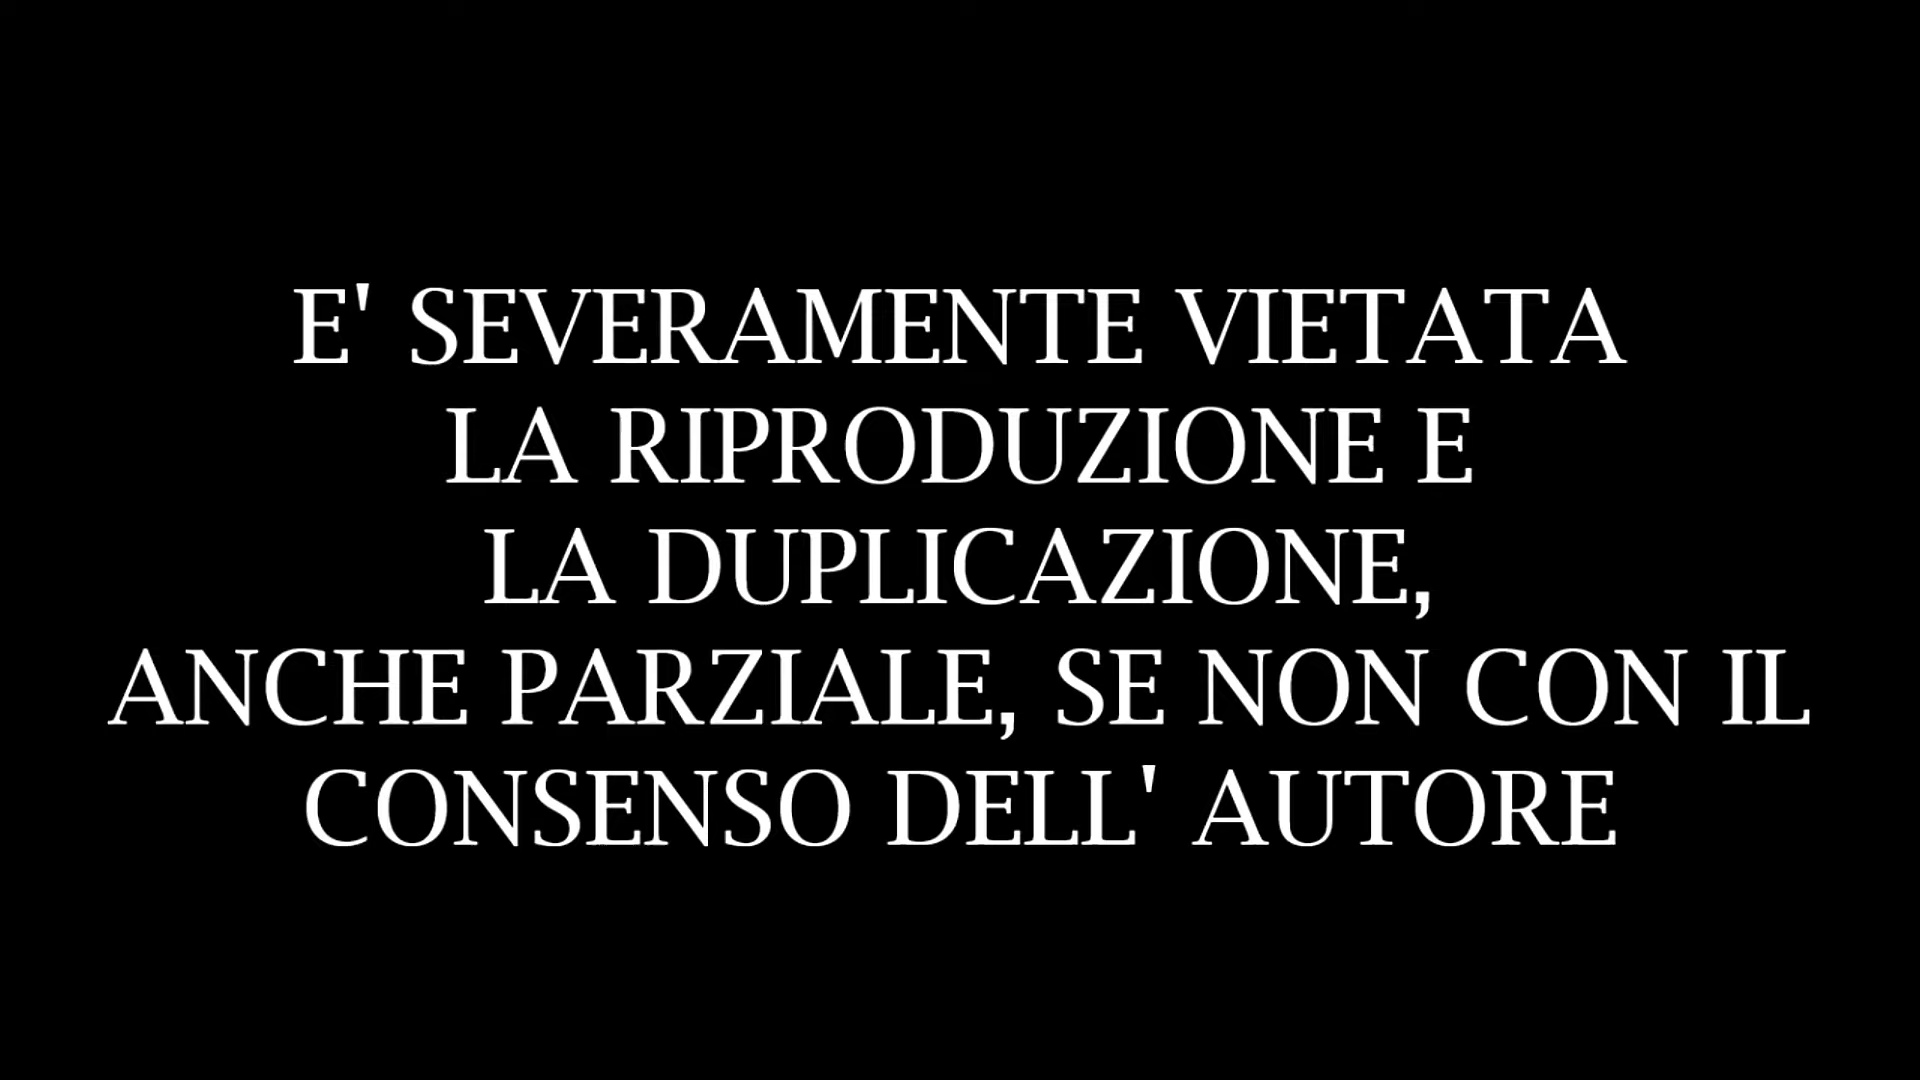 E' SEVERAMENTE VIETATA
LA RIPRODUZIONE E
LA DUPLICAZIONE,
ANCHE PARZIALE, SE NON CON IL
CONSENSO DELL' AUTORE